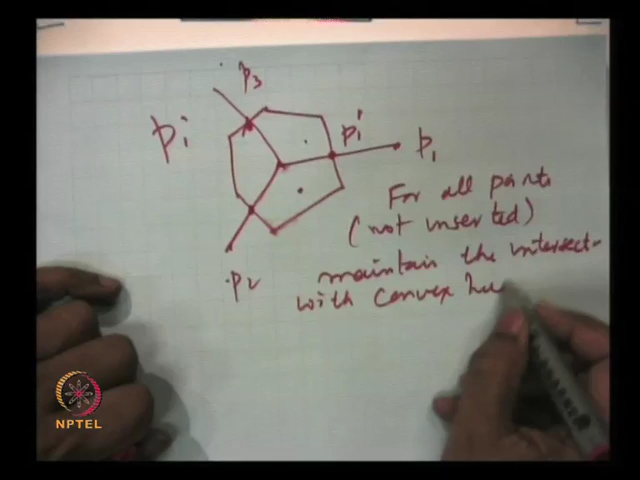 p3
pi
pi'
p1
For all points
(not inserted)
maintain the intersect-
p2
with convex hu
NPTEL